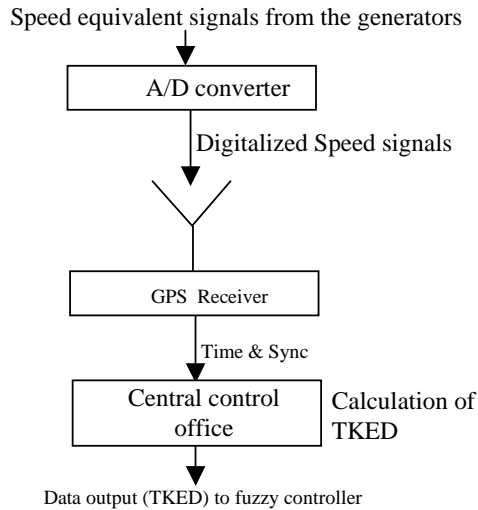 Speed equivalent signals from the generators
A/D converter
Digitalized Speed signals
GPS Receiver
Time & Sync
Central control
office
Calculation of
TKED
Data output (TKED) to fuzzy controller